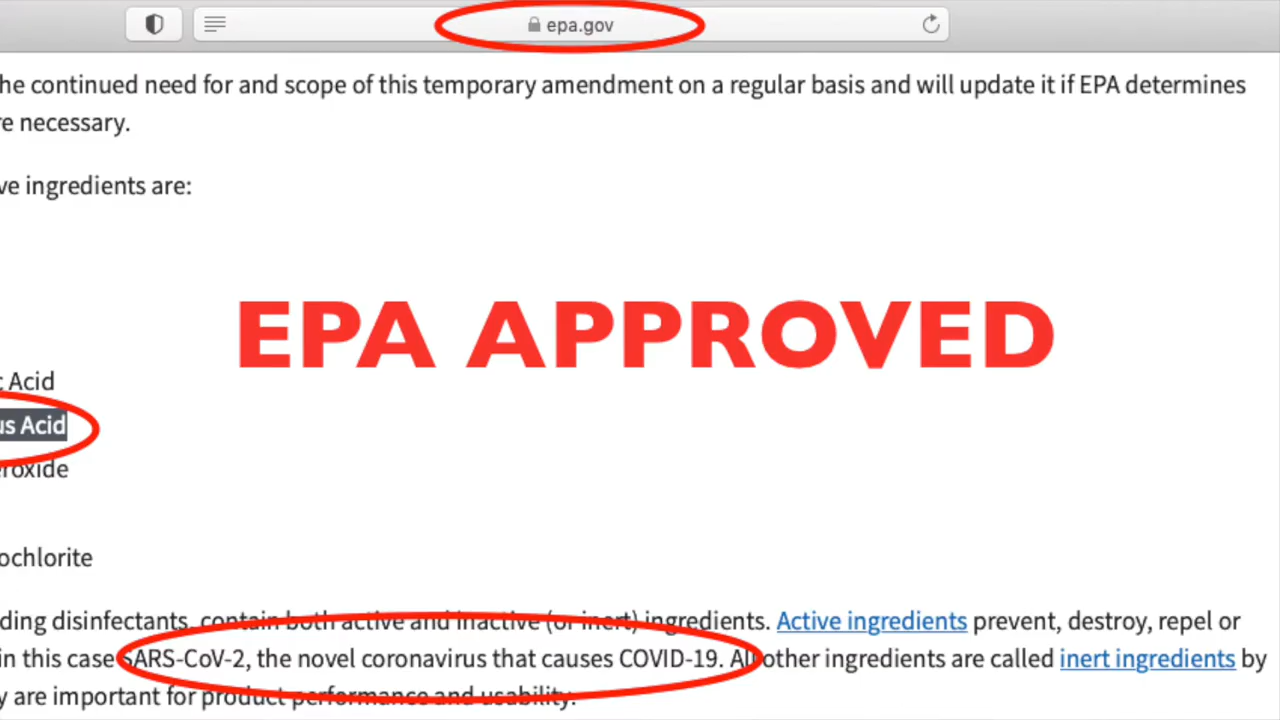 epa.gov
he continued need for and scope of this temporary amendment on a regular basis and will update it if EPA determines
re necessary.
ve ingredients are:
EPA APPROVED
c Acid
us Acid
eroxide
ochlorite
ding disinfectants, contain both active and inactive (or inert) ingredients. Active ingredients prevent, destroy, repel or
in this case SARS-CoV-2, the novel coronavirus that causes COVID-19. All other ingredients are called inert ingredients by
y are important for product performance and usability.